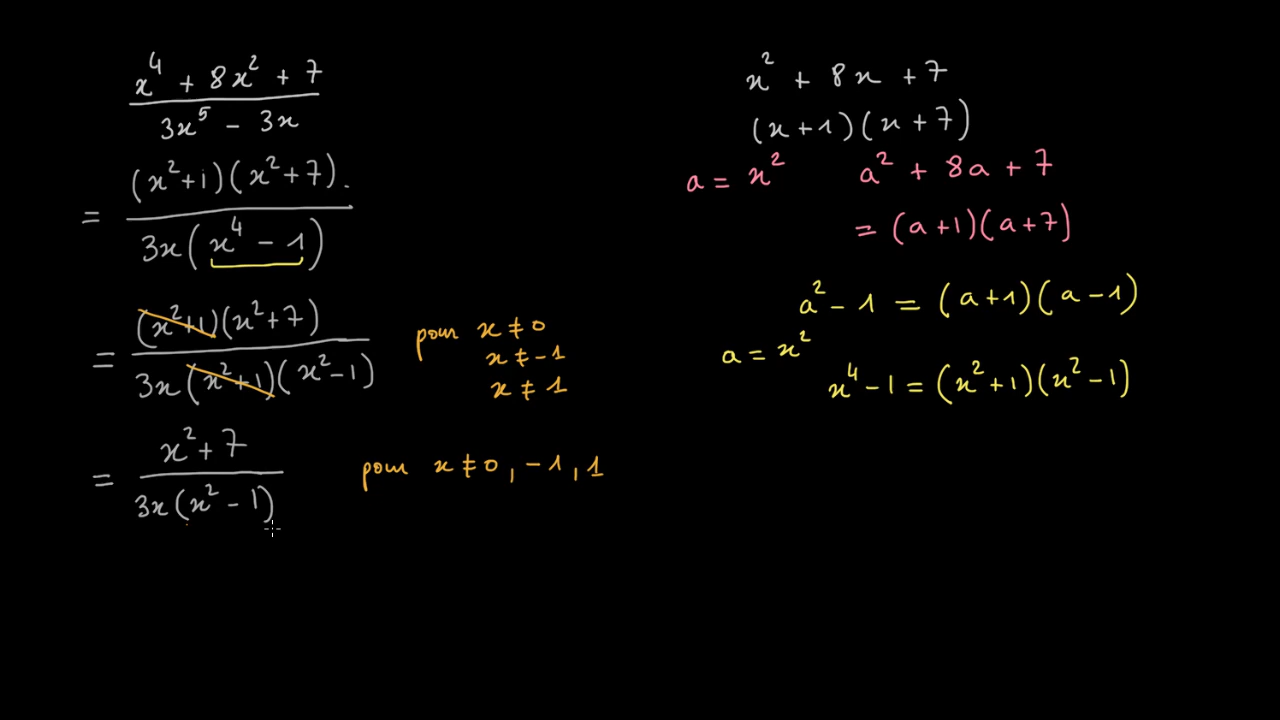 x⁴ + 8x² + 7
3x⁵ - 3x
= (x²+1)(x²+7).
3x(x⁴ - 1)
= (x²+1)(x²+7)
3x(x²+1)(x²-1)
pour x ≠ 0
x ≠ -1
x ≠ 1
= x² + 7
3x(x² - 1)
pour x ≠ 0, -1, 1
x² + 8x + 7
(x+1)(x+7)
a = x² a² + 8a + 7
= (a+1)(a+7)
a² - 1 = (a+1)(a-1)
a = x²
x⁴ - 1 = (x²+1)(x²-1)